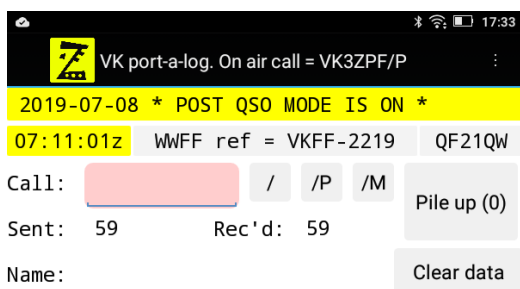 17:33
VK port-a-log. On air call = VK3ZPF/P
2019-07-08 * POST QSO MODE IS ON *
07:11:01z WWFF ref = VKFF-2219 QF21QW
Call: / /P /M
Pile up (0)
Sent: 59 Rec'd: 59
Name: Clear data